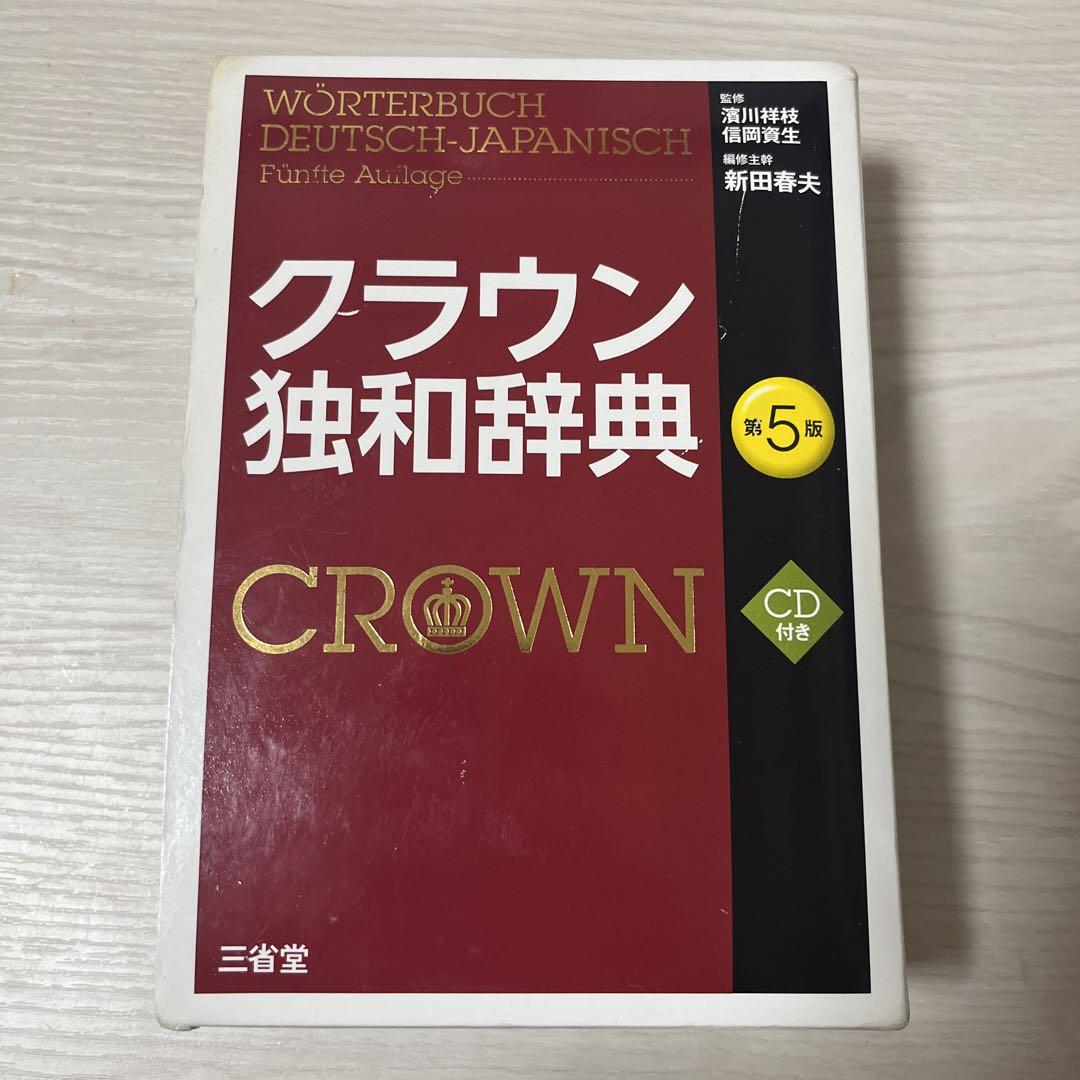 WÖRTERBUCH
DEUTSCH-JAPANISCH
Fünfte Auflage
クラウン
独和辞典
CROWN
三省堂
監修
濱川祥枝
信岡資生
編修主幹
新田春夫
第5版
CD
付き